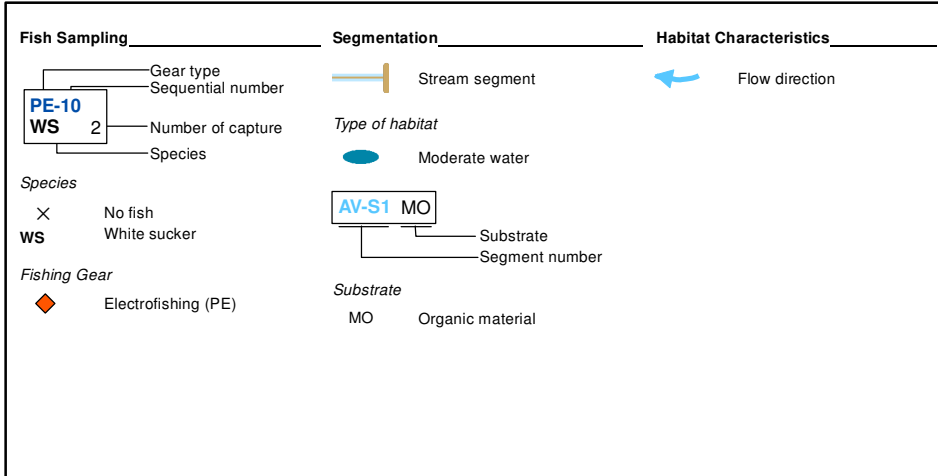 Fish Sampling
Gear type
Sequential number
PE-10
WS 2
Number of capture
Species
Species
× No fish
WS White sucker
Fishing Gear
Electrofishing (PE)
Segmentation
Stream segment
Type of habitat
Moderate water
AV-S1 MO
Substrate
Segment number
Substrate
MO Organic material
Habitat Characteristics
Flow direction